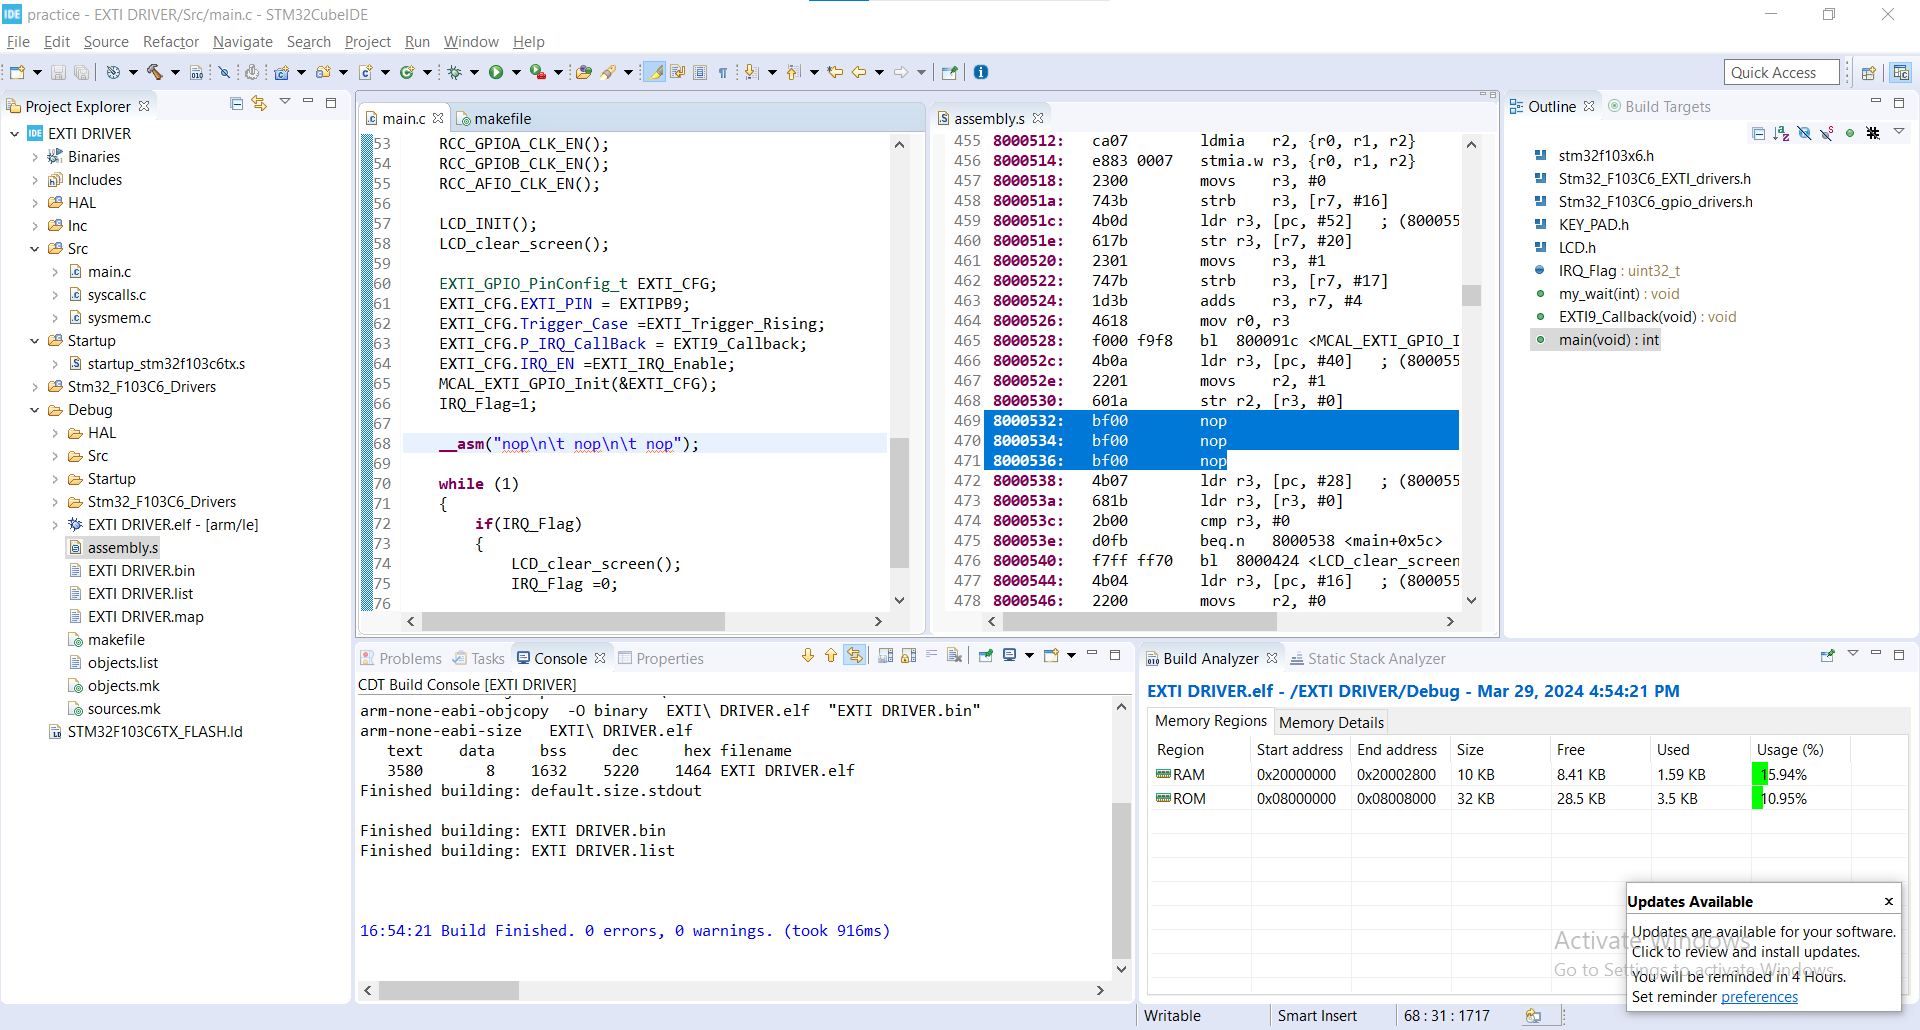 IDE practice - EXTI DRIVER/Src/main.c - STM32CubeIDE
File Edit Source Refactor Navigate Search Project Run Window Help
Quick Access
Project Explorer
EXTI DRIVER
Binaries
Includes
HAL
Inc
Src
main.c
syscalls.c
sysmem.c
Startup
startup_stm32f103c6tx.s
Stm32_F103C6_Drivers
Debug
HAL
Src
Startup
Stm32_F103C6_Drivers
EXTI DRIVER.elf - [arm/le]
assembly.s
EXTI DRIVER.bin
EXTI DRIVER.list
EXTI DRIVER.map
makefile
objects.list
objects.mk
sources.mk
STM32F103C6TX_FLASH.ld
main.c makefile
53 RCC_GPIOA_CLK_EN();
54 RCC_GPIOB_CLK_EN();
55 RCC_AFIO_CLK_EN();
56
57 LCD_INIT();
58 LCD_clear_screen();
59
60 EXTI_GPIO_PinConfig_t EXTI_CFG;
61 EXTI_CFG.EXTI_PIN = EXTIPB9;
62 EXTI_CFG.Trigger_Case =EXTI_Trigger_Rising;
63 EXTI_CFG.P_IRQ_CallBack = EXTI9_Callback;
64 EXTI_CFG.IRQ_EN =EXTI_IRQ_Enable;
65 MCAL_EXTI_GPIO_Init(&EXTI_CFG);
66 IRQ_Flag=1;
67
68 __asm("nop\n\t nop\n\t nop");
69
70 while (1)
71 {
72 if(IRQ_Flag)
73 {
74 LCD_clear_screen();
75 IRQ_Flag =0;
76
assembly.s
455 8000512: ca07 ldmia r2, {r0, r1, r2}
456 8000514: e883 0007 stmia.w r3, {r0, r1, r2}
457 8000518: 2300 movs r3, #0
458 800051a: 743b strb r3, [r7, #16]
459 800051c: 4b0d ldr r3, [pc, #52] ; (800055
460 800051e: 617b str r3, [r7, #20]
461 8000520: 2301 movs r3, #1
462 8000522: 747b strb r3, [r7, #17]
463 8000524: 1d3b adds r3, r7, #4
464 8000526: 4618 mov r0, r3
465 8000528: f000 f9f8 bl 800091c <MCAL_EXTI_GPIO_I
466 800052c: 4b0a ldr r3, [pc, #40] ; (800055
467 800052e: 2201 movs r2, #1
468 8000530: 601a str r2, [r3, #0]
469 8000532: bf00 nop
470 8000534: bf00 nop
471 8000536: bf00 nop
472 8000538: 4b07 ldr r3, [pc, #28] ; (800055
473 800053a: 681b ldr r3, [r3, #0]
474 800053c: 2b00 cmp r3, #0
475 800053e: d0fb beq.n 8000538 <main+0x5c>
476 8000540: f7ff ff70 bl 8000424 <LCD_clear_screen
477 8000544: 4b04 ldr r3, [pc, #16] ; (800055
478 8000546: 2200 movs r2, #0
Outline Build Targets
stm32f103x6.h
Stm32_F103C6_EXTI_drivers.h
Stm32_F103C6_gpio_drivers.h
KEY_PAD.h
LCD.h
IRQ_Flag : uint32_t
my_wait(int) : void
EXTI9_Callback(void) : void
main(void) : int
Problems Tasks Console Properties
CDT Build Console [EXTI DRIVER]
arm-none-eabi-objcopy -O binary EXTI\ DRIVER.elf "EXTI DRIVER.bin"
arm-none-eabi-size EXTI\ DRIVER.elf
text data bss dec hex filename
3580 8 1632 5220 1464 EXTI DRIVER.elf
Finished building: default.size.stdout
Finished building: EXTI DRIVER.bin
Finished building: EXTI DRIVER.list
16:54:21 Build Finished. 0 errors, 0 warnings. (took 916ms)
Build Analyzer Static Stack Analyzer
EXTI DRIVER.elf - /EXTI DRIVER/Debug - Mar 29, 2024 4:54:21 PM
Memory Regions Memory Details
Region Start address End address Size Free Used Usage (%)
RAM 0x20000000 0x20002800 10 KB 8.41 KB 1.59 KB 15.94%
ROM 0x08000000 0x08008000 32 KB 28.5 KB 3.5 KB 10.95%
Updates Available
Updates are available for your software.
Click to review and install updates.
You will be reminded in 4 Hours.
Set reminder preferences
Activate Windows
Go to Settings to activate Windows.
Writable Smart Insert 68 : 31 : 1717